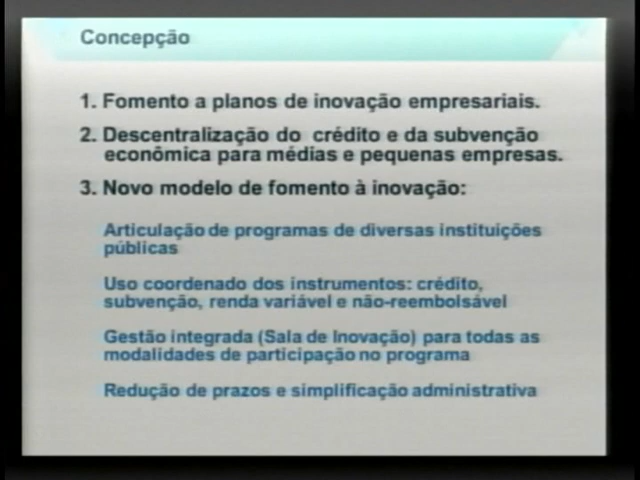 Concepção
1. Fomento a planos de inovação empresariais.
2. Descentralização do crédito e da subvenção
econômica para médias e pequenas empresas.
3. Novo modelo de fomento à inovação:
Articulação de programas de diversas instituições
públicas
Uso coordenado dos instrumentos: crédito,
subvenção, renda variável e não-reembolsável
Gestão integrada (Sala de Inovação) para todas as
modalidades de participação no programa
Redução de prazos e simplificação administrativa